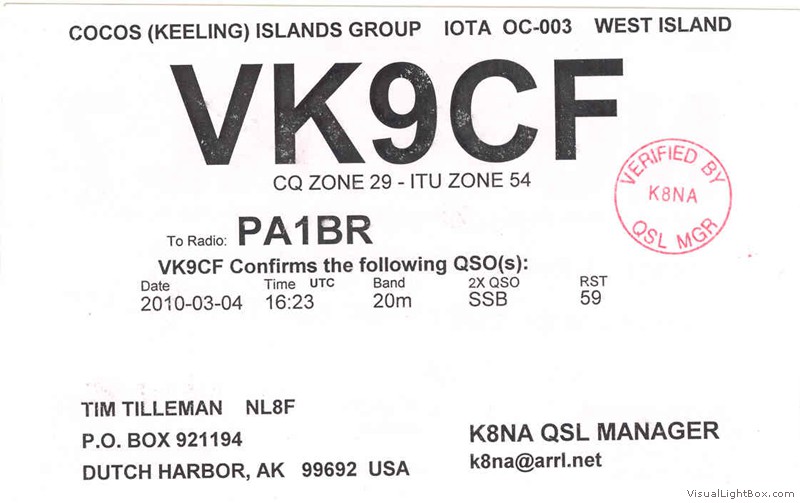 COCOS (KEELING) ISLANDS GROUP IOTA OC-003 WEST ISLAND
VK9CF
CQ ZONE 29 - ITU ZONE 54
VERIFIED BY
K8NA
QSL MGR
To Radio: PA1BR
VK9CF Confirms the following QSO(s):
Date Time UTC Band 2X QSO RST
2010-03-04 16:23 20m SSB 59
TIM TILLEMAN NL8F
P.O. BOX 921194
DUTCH HARBOR, AK 99692 USA
K8NA QSL MANAGER
k8na@arrl.net
VisualLightBox.com